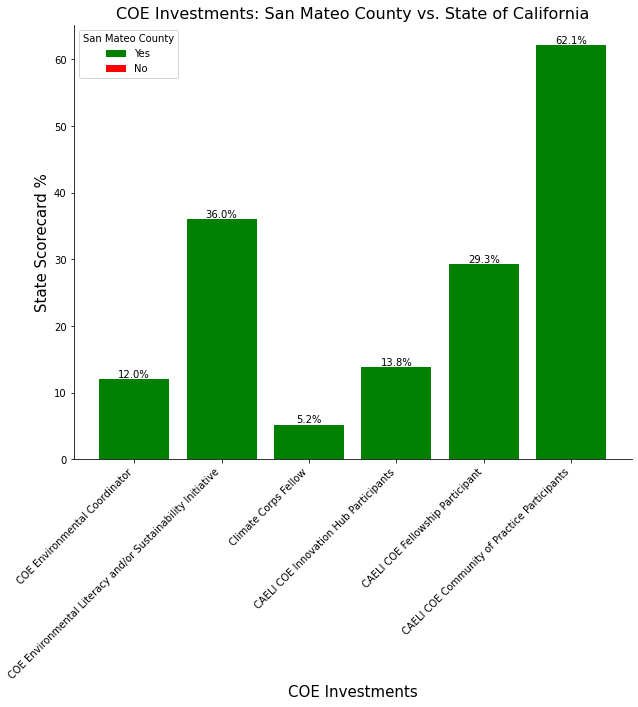 COE Investments: San Mateo County vs. State of California
San Mateo County
Yes
No
62.1%
36.0%
29.3%
13.8%
12.0%
5.2%
State Scorecard %
60
50
40
30
20
10
0
COE Environmental Coordinator
COE Environmental Literacy and/or Sustainability Initiative
Climate Corps Fellow
CAELI COE Innovation Hub Participants
CAELI COE Fellowship Participant
CAELI COE Community of Practice Participants
COE Investments